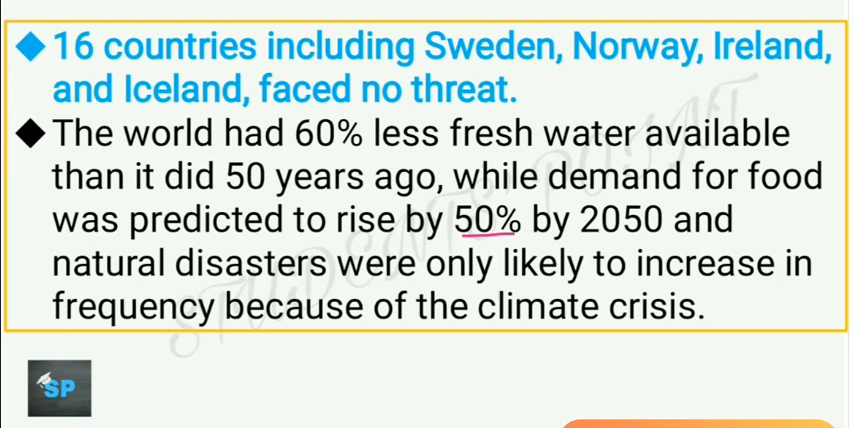 16 countries including Sweden, Norway, Ireland,
and Iceland, faced no threat.
The world had 60% less fresh water available
than it did 50 years ago, while demand for food
was predicted to rise by 50% by 2050 and
natural disasters were only likely to increase in
frequency because of the climate crisis.
STUDENTS POINT
SP